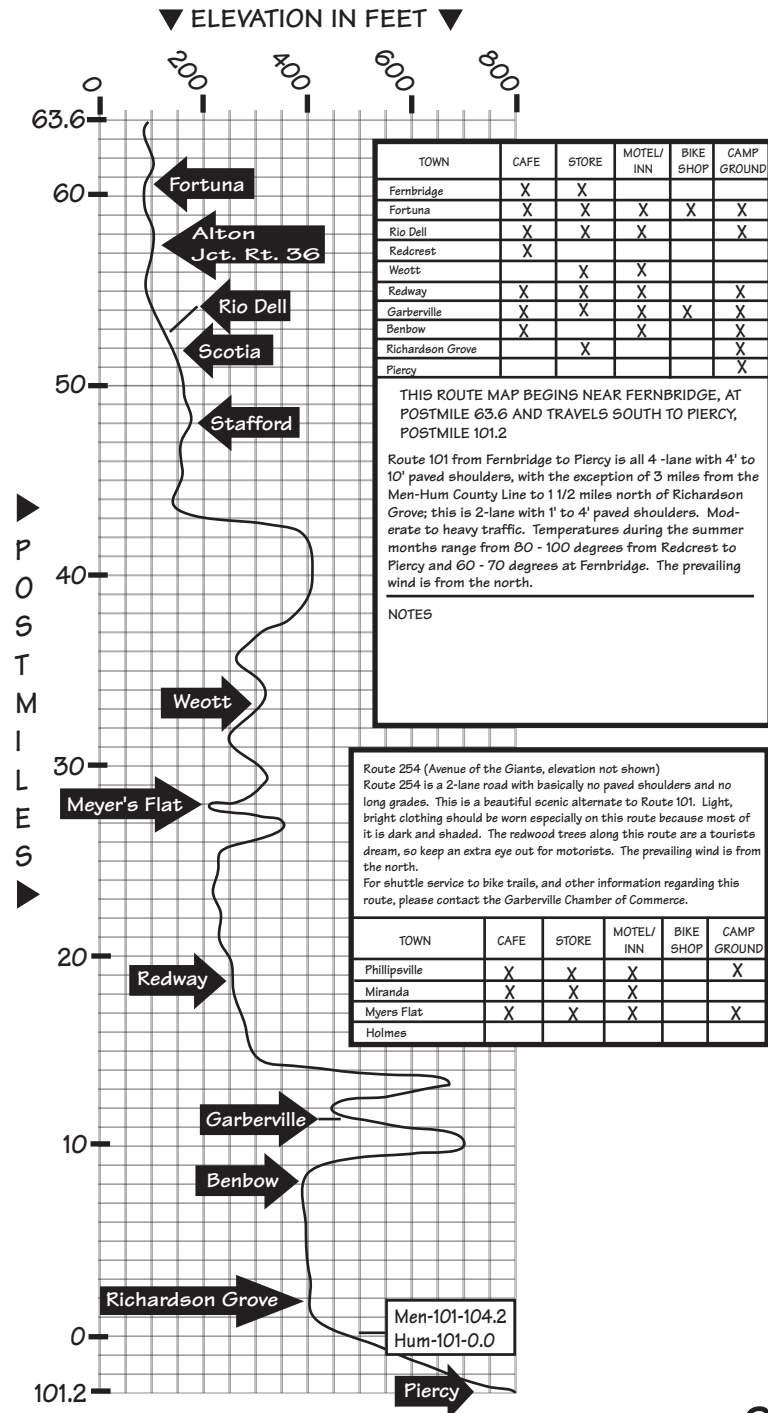 ▼ ELEVATION IN FEET ▼
0 200 400 600 800
63.6
60
50
40
30
20
10
0
101.2
▼ POSTMILES ▼
Fortuna
Alton
Jct. Rt. 36
Rio Dell
Scotia
Stafford
Weott
Meyer's Flat
Redway
Garberville
Benbow
Richardson Grove
Men-101-104.2
Hum-101-0.0
Piercy
TOWN CAFE STORE MOTEL/ INN BIKE SHOP CAMP GROUND
Fernbridge X X
Fortuna X X X X X
Rio Dell X X X X
Redcrest X
Weott X X
Redway X X X X
Garberville X X X X X
Benbow X X X
Richardson Grove X X
Piercy X
THIS ROUTE MAP BEGINS NEAR FERNBRIDGE, AT
POSTMILE 63.6 AND TRAVELS SOUTH TO PIERCY,
POSTMILE 101.2
Route 101 from Fernbridge to Piercy is all 4 -lane with 4' to
10' paved shoulders, with the exception of 3 miles from the
Men-Hum County Line to 1 1/2 miles north of Richardson
Grove; this is 2-lane with 1' to 4' paved shoulders. Mod-
erate to heavy traffic. Temperatures during the summer
months range from 80 - 100 degrees from Redcrest to
Piercy and 60 - 70 degrees at Fernbridge. The prevailing
wind is from the north.
NOTES
Route 254 (Avenue of the Giants, elevation not shown)
Route 254 is a 2-lane road with basically no paved shoulders and no
long grades. This is a beautiful scenic alternate to Route 101. Light,
bright clothing should be worn especially on this route because most of
it is dark and shaded. The redwood trees along this route are a tourists
dream, so keep an extra eye out for motorists. The prevailing wind is from
the north.
For shuttle service to bike trails, and other information regarding this
route, please contact the Garberville Chamber of Commerce.
TOWN CAFE STORE MOTEL/ INN BIKE SHOP CAMP GROUND
Phillipsville X X X X
Miranda X X X
Myers Flat X X X X
Holmes